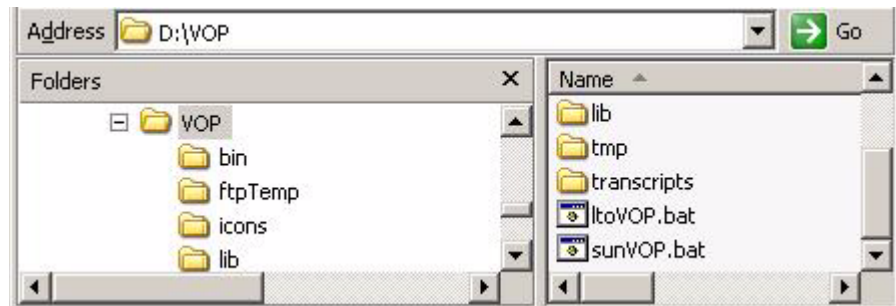 Address D:\VOP Go
Folders × Name
VOP
bin
ftpTemp
icons
lib
lib
tmp
transcripts
ltoVOP.bat
sunVOP.bat